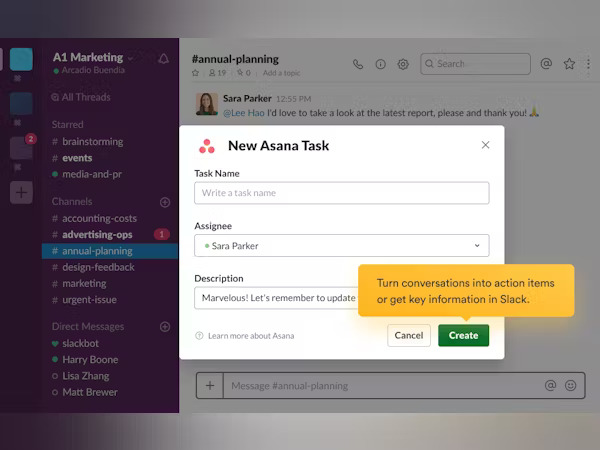 A1 Marketing
Arcadio Buendia
All Threads
Starred
# brainstorming
# events
media-and-pr
Channels
# accounting-costs
# advertising-ops 1
# annual-planning
# design-feedback
# marketing
# urgent-issue
Direct Messages
slackbot
Harry Boone
Lisa Zhang
Matt Brewer
2
#annual-planning
19 | 0 | Add a topic
Search
Sara Parker 12:55 PM
@Lee Hao I'd love to take a look at the latest report, please and thank you! 🙏
New Asana Task
Task Name
Write a task name
Assignee
Sara Parker
Description
Marvelous! Let's remember to update
Turn conversations into action items
or get key information in Slack.
Learn more about Asana
Cancel
Create
Message #annual-planning